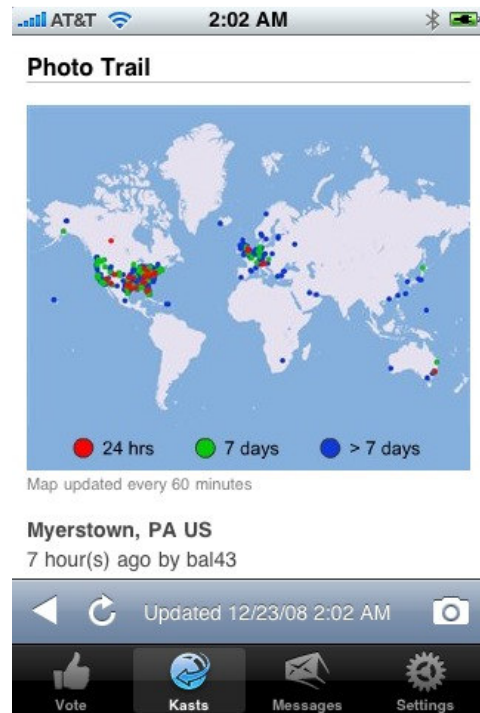 AT&T 2:02 AM
Photo Trail
24 hrs 7 days > 7 days
Map updated every 60 minutes
Myerstown, PA US
7 hour(s) ago by bal43
Updated 12/23/08 2:02 AM
Vote Kasts Messages Settings